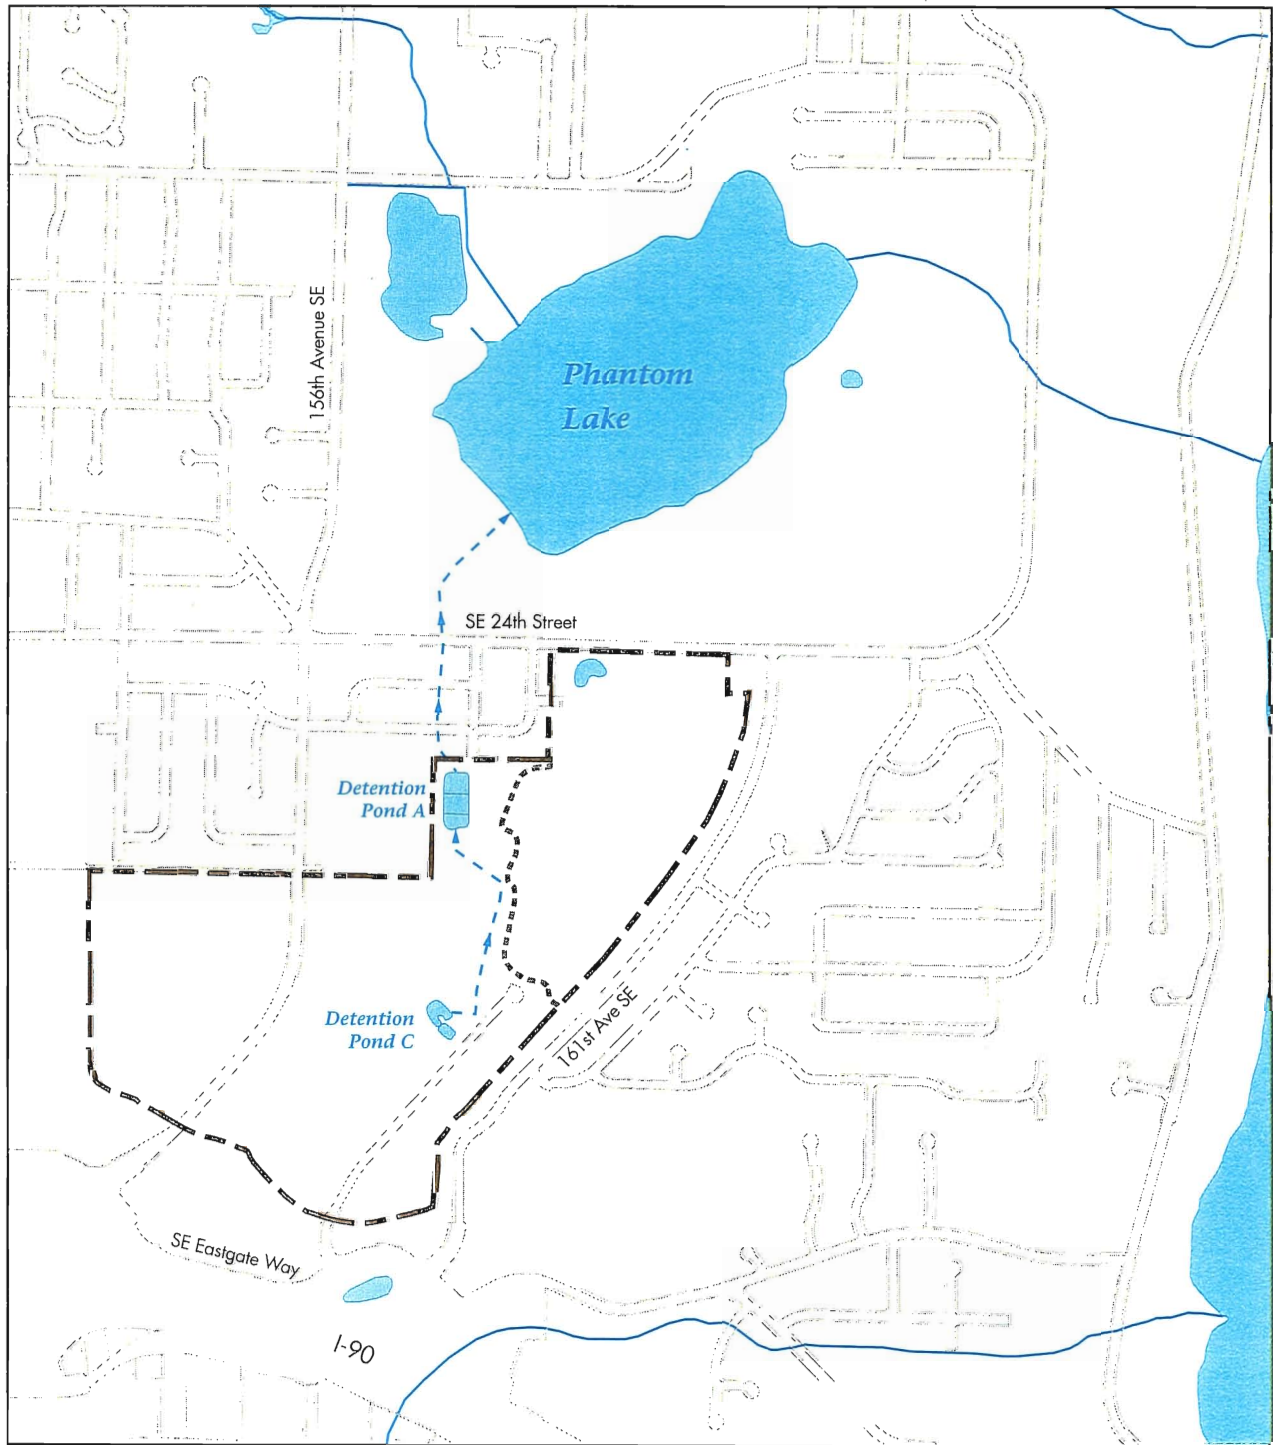 156th Avenue SE
Phantom
Lake
SE 24th Street
Detention
Pond A
Detention
Pond C
161st Ave SE
SE Eastgate Way
I-90